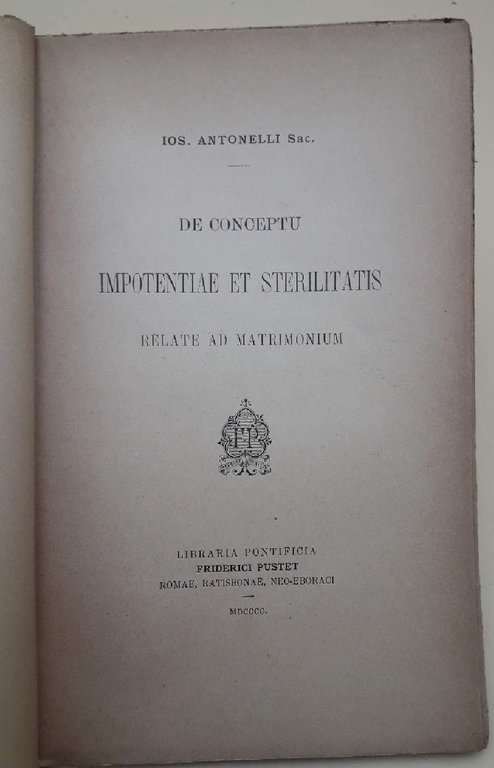 IOS. ANTONELLI Sac.
DE CONCEPTU
IMPOTENTIAE ET STERILITATIS
RELATE AD MATRIMONIUM
LIBRARIA PONTIFICIA
FRIDERICI PUSTET
ROMAE, RATISBONAE, NEO-EBORACI
MDCCCC.